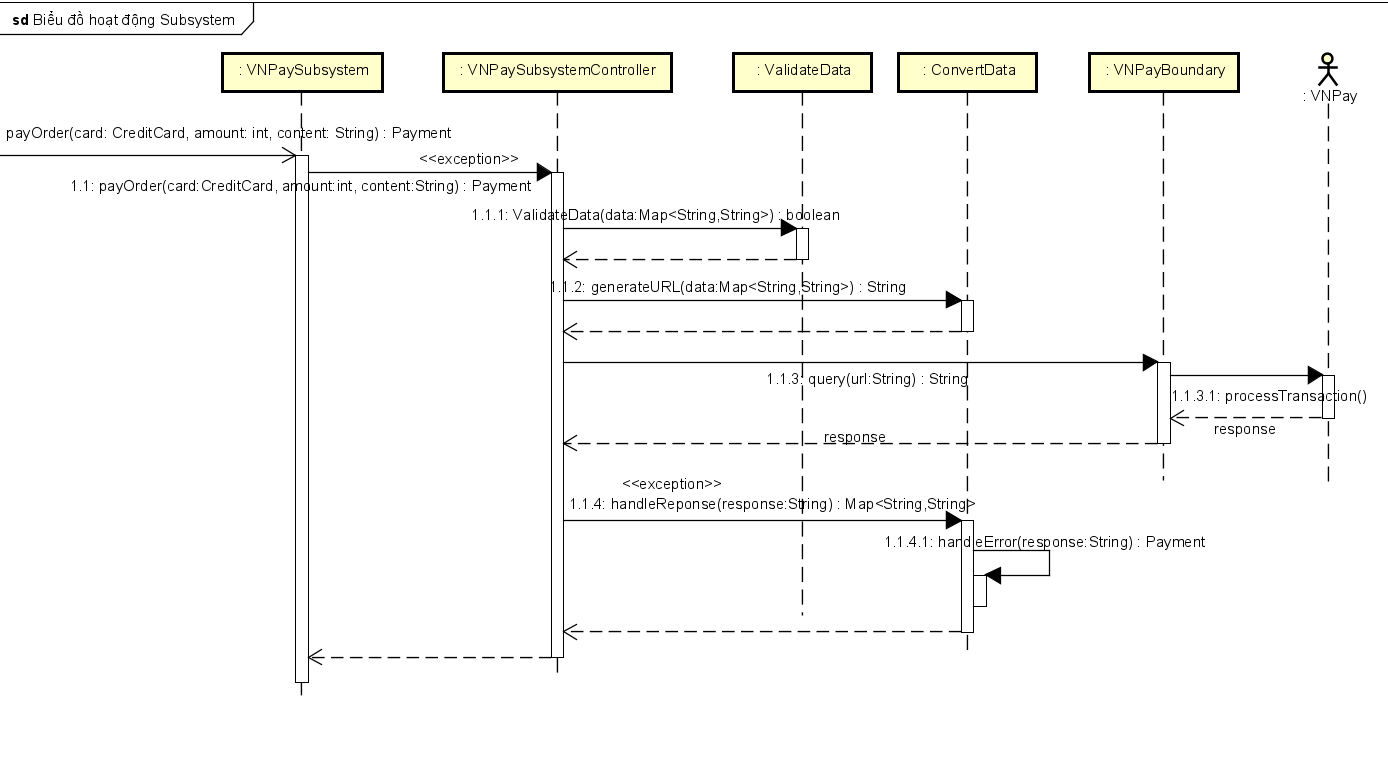 sd Biểu đồ hoạt động Subsystem
: VNPaySubsystem
: VNPaySubsystemController
: ValidateData
: ConvertData
: VNPayBoundary
: VNPay
payOrder(card: CreditCard, amount: int, content: String) : Payment
<<exception>>
1.1: payOrder(card:CreditCard, amount:int, content:String) : Payment
1.1.1: ValidateData(data:Map<String,String>) : boolean
1.1.2: generateURL(data:Map<String,String>) : String
1.1.3: query(url:String) : String
1.1.3.1: processTransaction()
response
response
<<exception>>
1.1.4: handleReponse(response:String) : Map<String,String>
1.1.4.1: handleError(response:String) : Payment